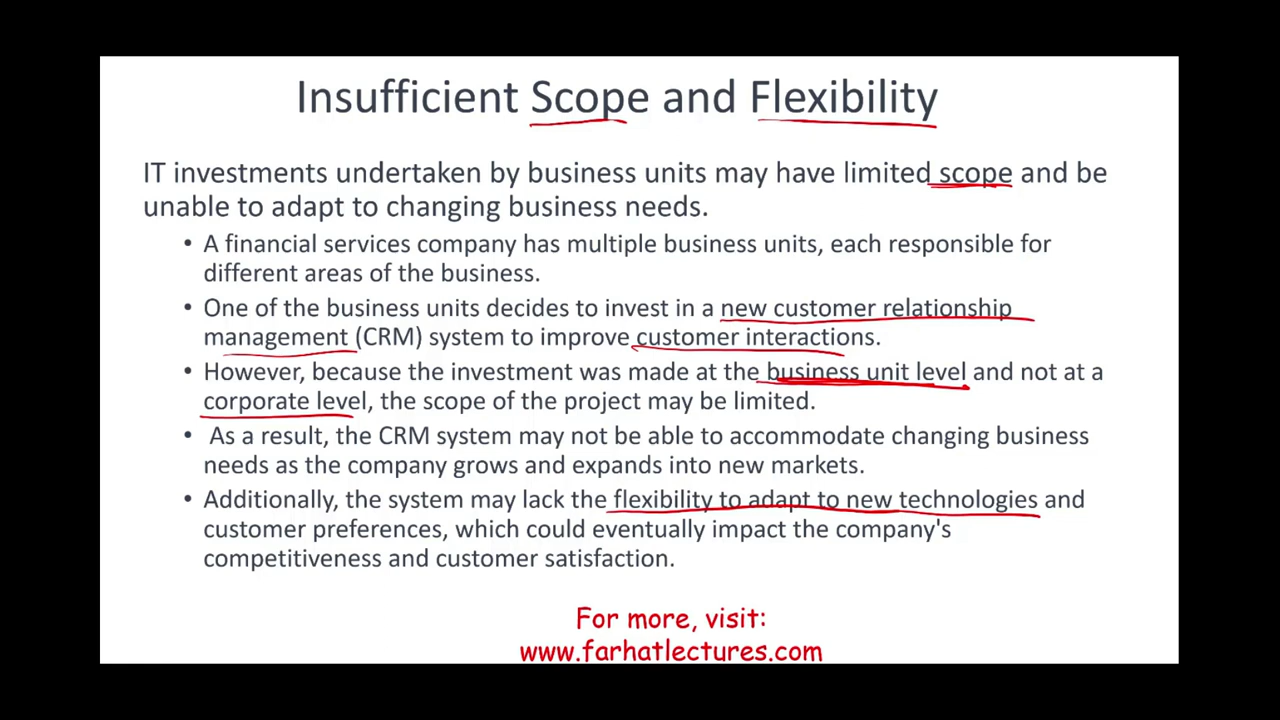 Insufficient Scope and Flexibility
IT investments undertaken by business units may have limited scope and be
unable to adapt to changing business needs.
• A financial services company has multiple business units, each responsible for
different areas of the business.
• One of the business units decides to invest in a new customer relationship
management (CRM) system to improve customer interactions.
• However, because the investment was made at the business unit level and not at a
corporate level, the scope of the project may be limited.
• As a result, the CRM system may not be able to accommodate changing business
needs as the company grows and expands into new markets.
• Additionally, the system may lack the flexibility to adapt to new technologies and
customer preferences, which could eventually impact the company's
competitiveness and customer satisfaction.
For more, visit:
www.farhatlectures.com